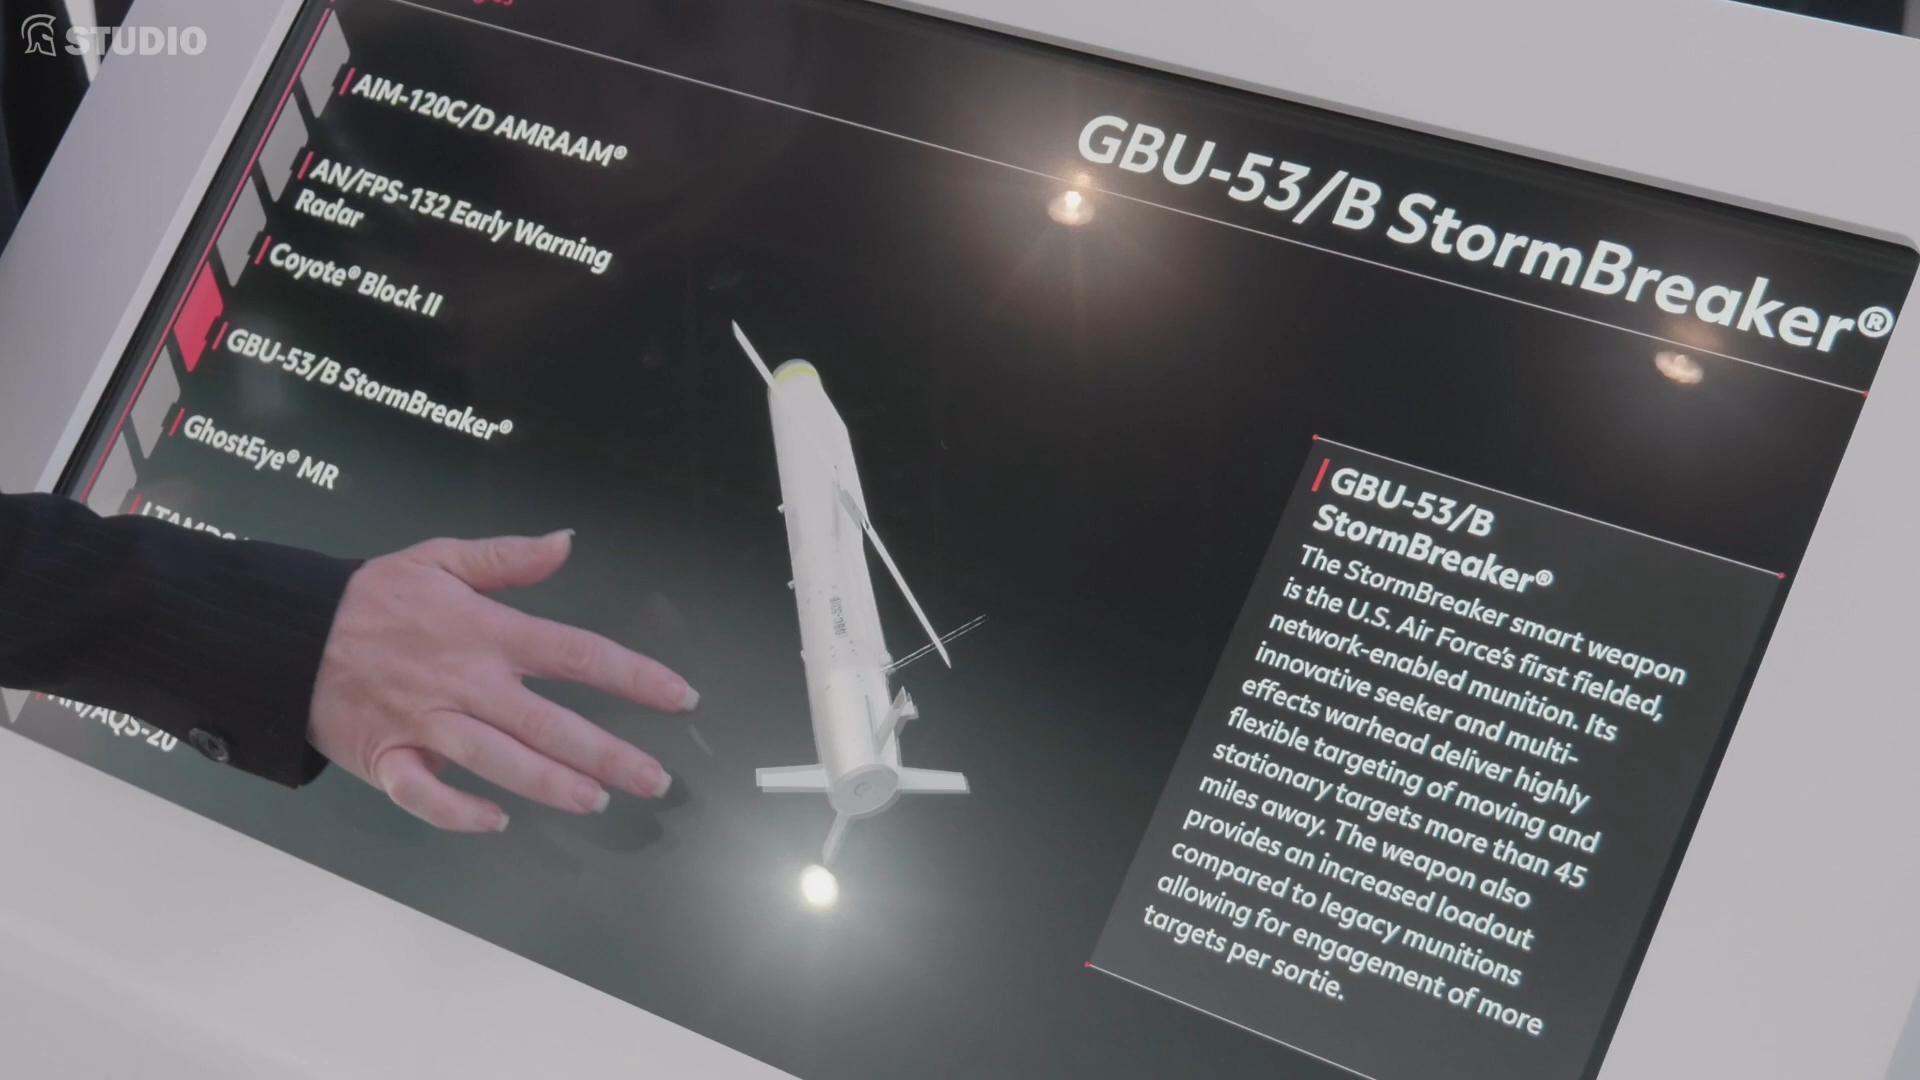 STUDIO
AIM-120C/D AMRAAM®
AN/FPS-132 Early Warning
Radar
Coyote® Block II
GBU-53/B StormBreaker®
GhostEye® MR
AN/AQS-20
GBU-53/B StormBreaker®
GBU-53/B
StormBreaker®
The StormBreaker smart weapon
is the U.S. Air Force's first fielded,
network-enabled munition. Its
innovative seeker and multi-
effects warhead deliver highly
flexible targeting of moving and
stationary targets more than 45
miles away. The weapon also
provides an increased loadout
compared to legacy munitions
allowing for engagement of more
targets per sortie.